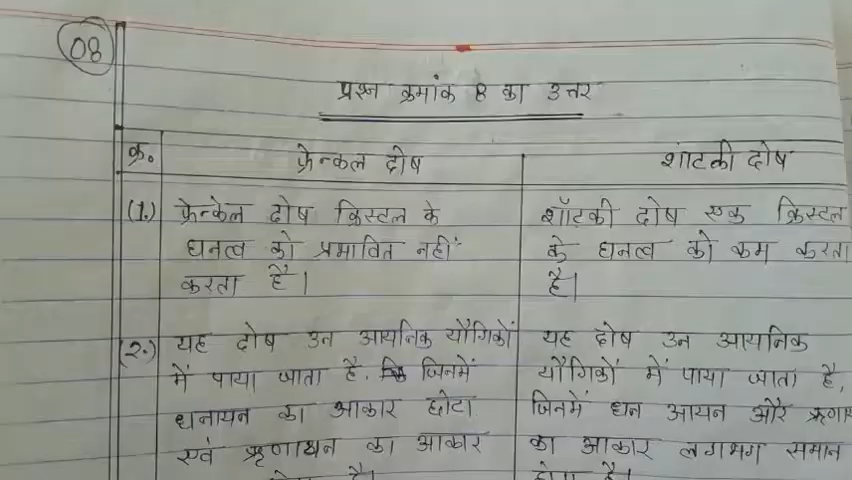 08
प्रश्न क्रमांक 8 का उत्तर
क्र. फ्रेन्कल दोष शाटकी दोष
(1.) फ्रेन्केल दोष क्रिस्टल के शॉटकी दोष एक क्रिस्टल
घनत्व को प्रभावित नहीं के घनत्व को कम करता
करता है। है।
(2.) यह दोष उन आयनिक यौगिकों यह दोष उन आयनिक
में पाया जाता है, जिनमें यौगिकों में पाया जाता है,
धनायन का आकार छोटा जिनमें धन आयन और
एवं ऋणायन का आकार का आकार लगभग समान
है। होता है।